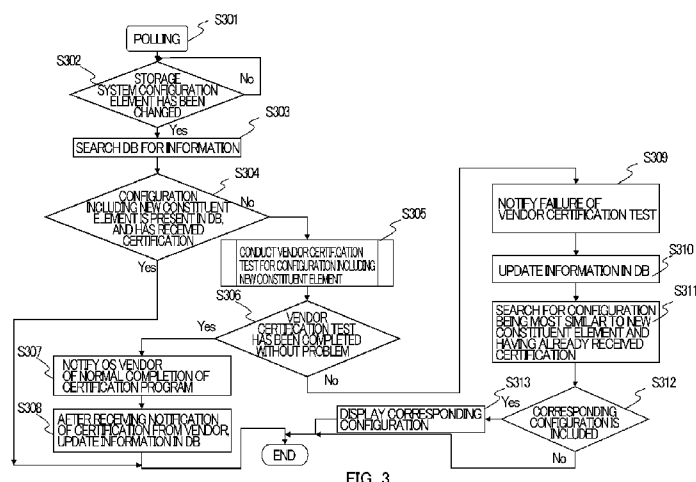 S301
POLLING
S302
STORAGE
SYSTEM CONFIGURATION
ELEMENT HAS BEEN
CHANGED
No
Yes
S303
SEARCH DB FOR INFORMATION
S304
CONFIGURATION
INCLUDING NEW CONSTITUENT
ELEMENT IS PRESENT IN DB,
AND HAS RECEIVED
CERTIFICATION
No
Yes
S305
CONDUCT VENDOR CERTIFICATION
TEST FOR CONFIGURATION INCLUDING
NEW CONSTITUENT ELEMENT
S306
VENDOR
CERTIFICATION TEST
HAS BEEN COMPLETED
WITHOUT PROBLEM
Yes
No
S307
NOTIFY OS VENDOR
OF NORMAL COMPLETION OF
CERTIFICATION PROGRAM
S308
AFTER RECEIVING NOTIFICATION
OF CERTIFICATION FROM VENDOR,
UPDATE INFORMATION IN DB
S309
NOTIFY FAILURE OF
VENDOR CERTIFICATION TEST
S310
UPDATE INFORMATION IN DB
S311
SEARCH FOR CONFIGURATION
BEING MOST SIMILAR TO NEW
CONSTITUENT ELEMENT AND
HAVING ALREADY RECEIVED
CERTIFICATION
S312
CORRESPONDING
CONFIGURATION IS
INCLUDED
Yes
No
S313
DISPLAY CORRESPONDING
CONFIGURATION
END
FIG. 3